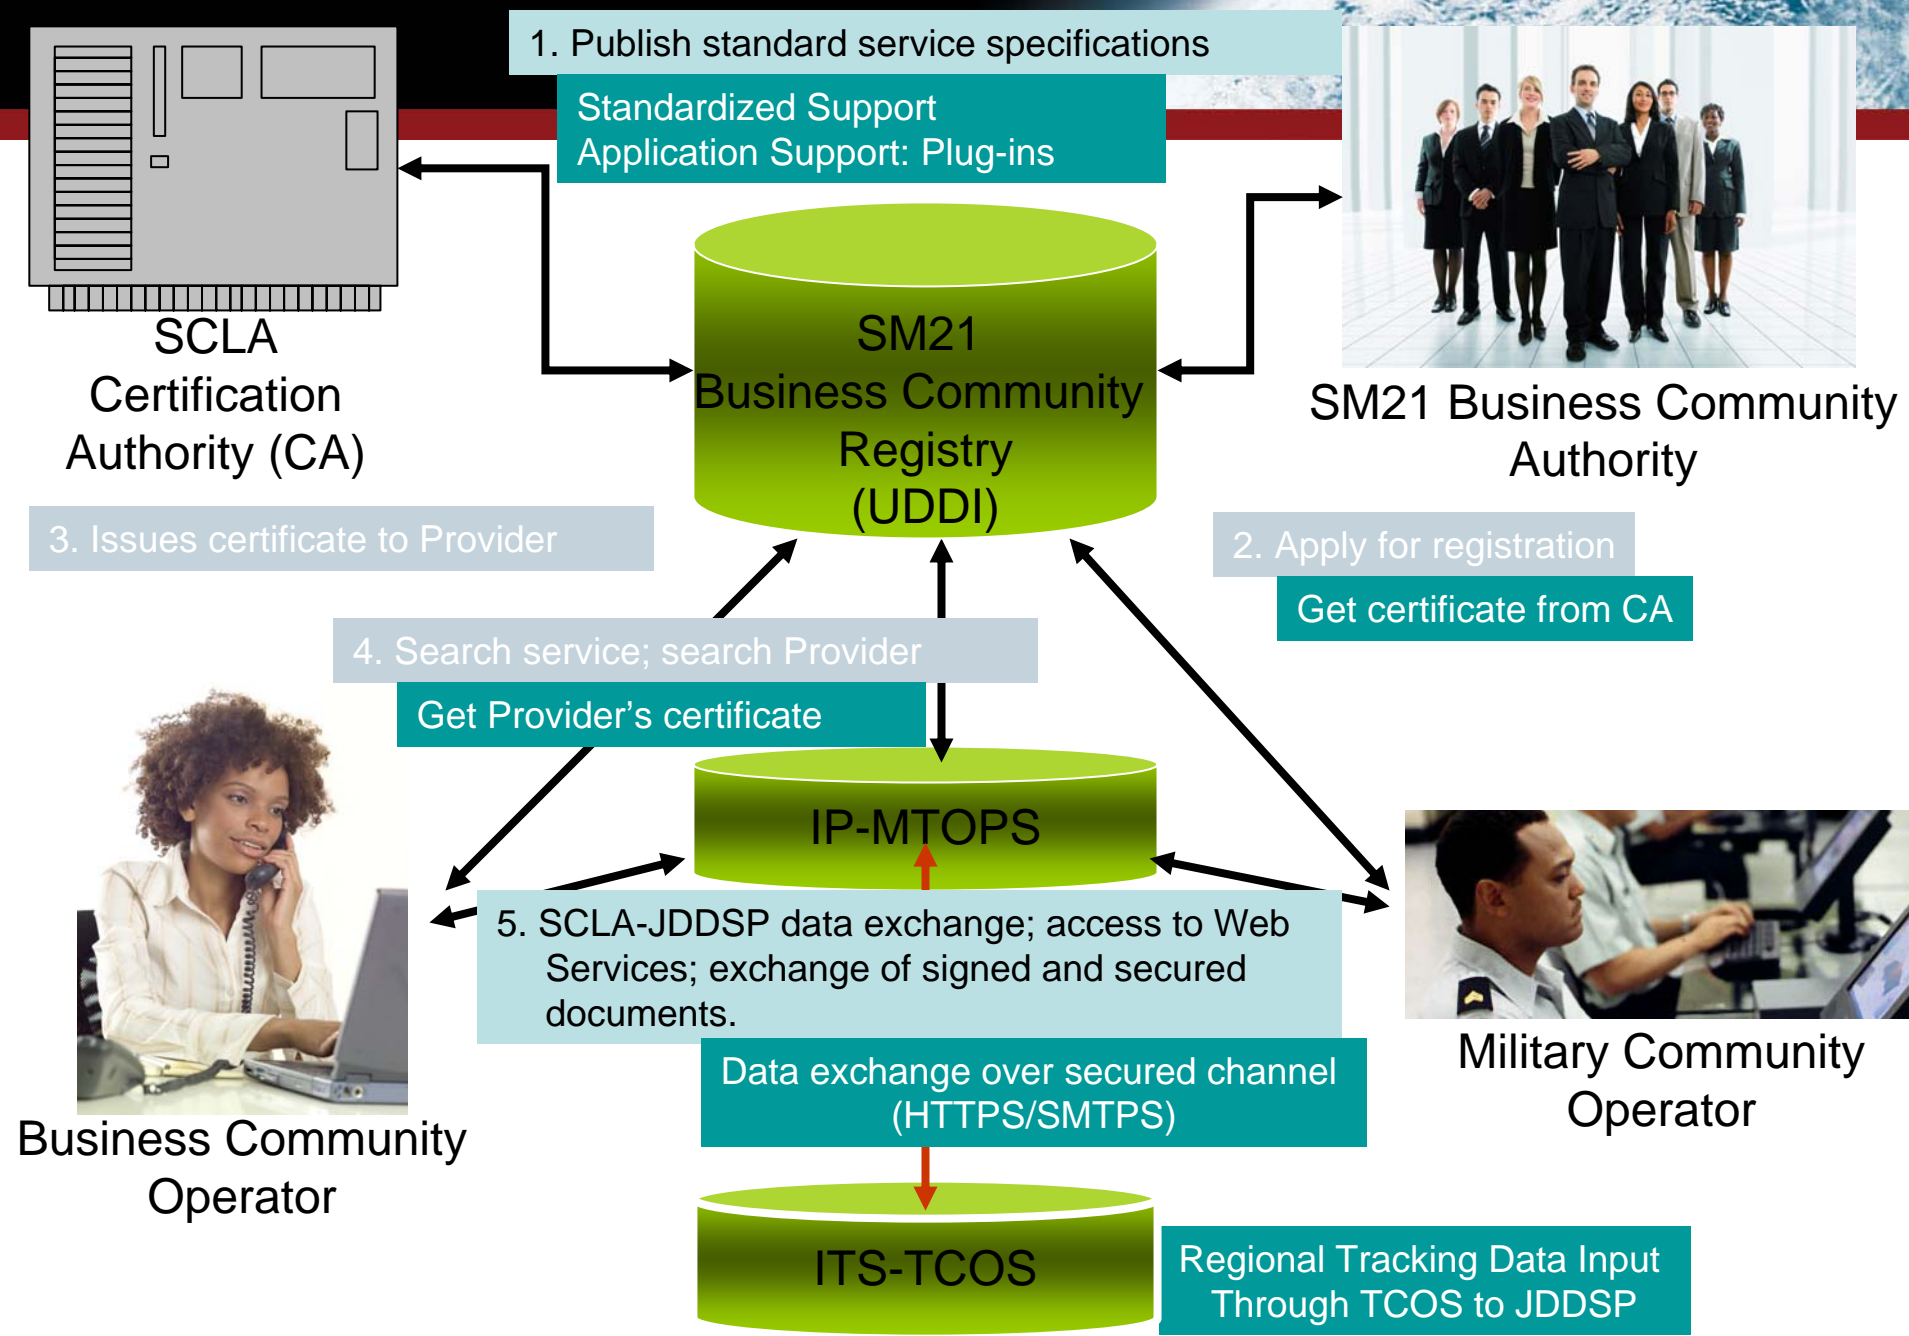 1. Publish standard service specifications
Standardized Support
Application Support: Plug-ins
SCLA
Certification
Authority (CA)
SM21
Business Community
Registry
(UDDI)
SM21 Business Community
Authority
3. Issues certificate to Provider
2. Apply for registration
Get certificate from CA
4. Search service; search Provider
Get Provider’s certificate
IP-MTOPS
5. SCLA-JDDSP data exchange; access to Web
Services; exchange of signed and secured
documents.
Data exchange over secured channel
(HTTPS/SMTPS)
Business Community
Operator
Military Community
Operator
ITS-TCOS
Regional Tracking Data Input
Through TCOS to JDDSP